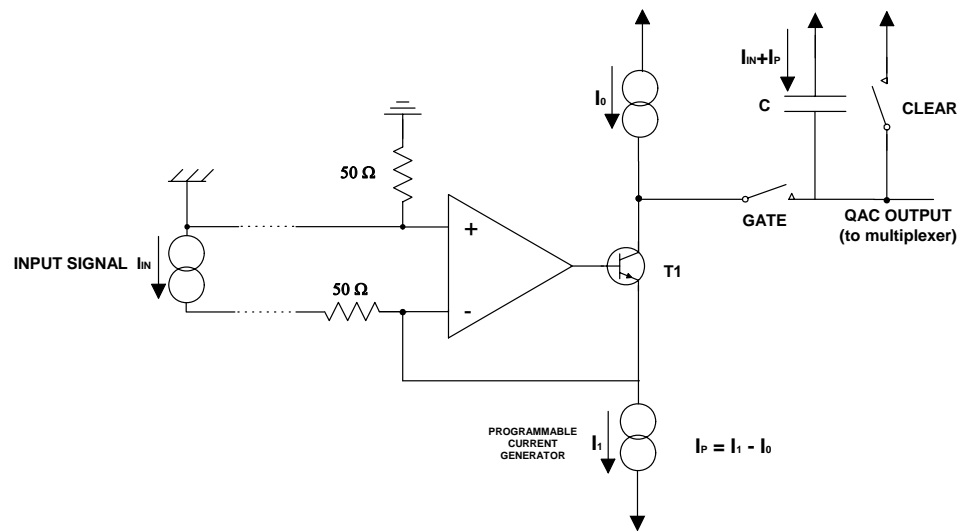 I0
IIN+IP
C
CLEAR
50 Ω
GATE
QAC OUTPUT
(to multiplexer)
+
INPUT SIGNAL IIN
T1
50 Ω
-
PROGRAMMABLE
CURRENT
GENERATOR
I1
IP = I1 - I0